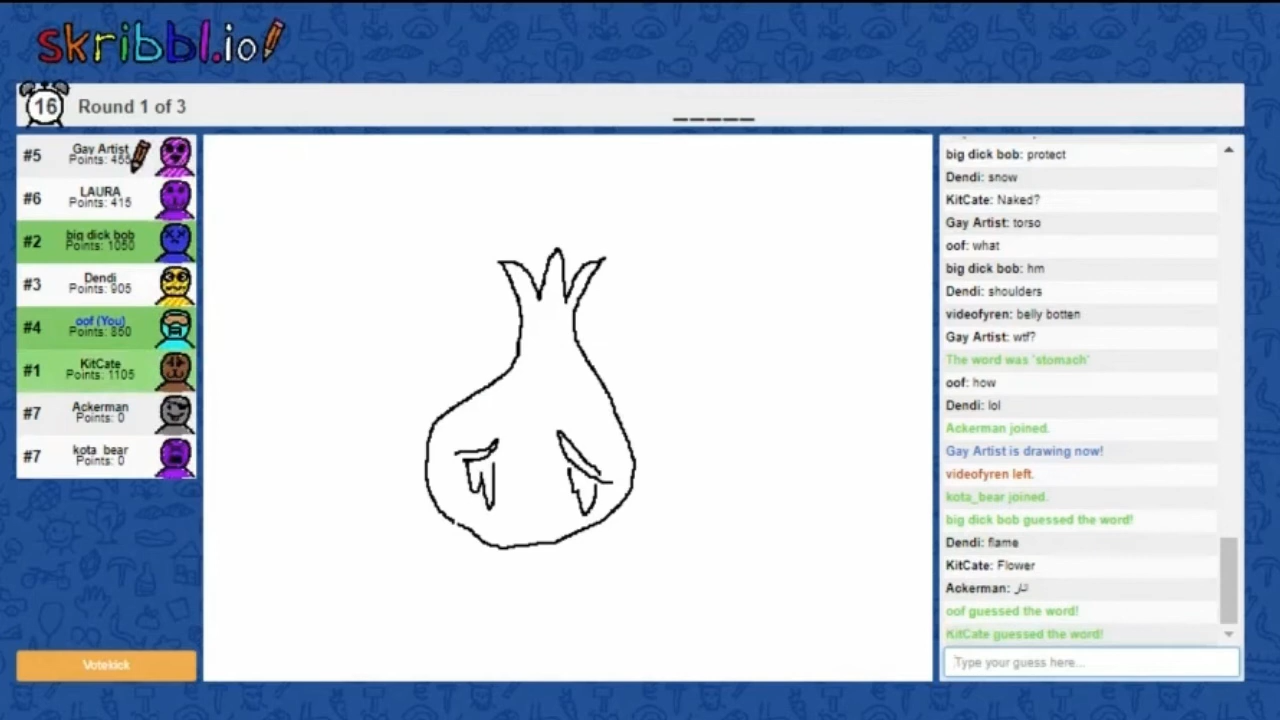 skribbl.io
16
Round 1 of 3
_____
#5 Gay Artist
Points: 455
#6 LAURA
Points: 415
#2 big dick bob
Points: 1050
#3 Dendi
Points: 905
#4 oof (You)
Points: 850
#1 KitCate
Points: 1105
#7 Ackerman
Points: 0
#7 kota_bear
Points: 0
Votekick
big dick bob: protect
Dendi: snow
KitCate: Naked?
Gay Artist: torso
oof: what
big dick bob: hm
Dendi: shoulders
videofyren: belly botten
Gay Artist: wtf?
The word was 'stomach'
oof: how
Dendi: lol
Ackerman joined.
Gay Artist is drawing now!
videofyren left.
kota_bear joined.
big dick bob guessed the word!
Dendi: flame
KitCate: Flower
Ackerman:
oof guessed the word!
KitCate guessed the word!
Type your guess here...